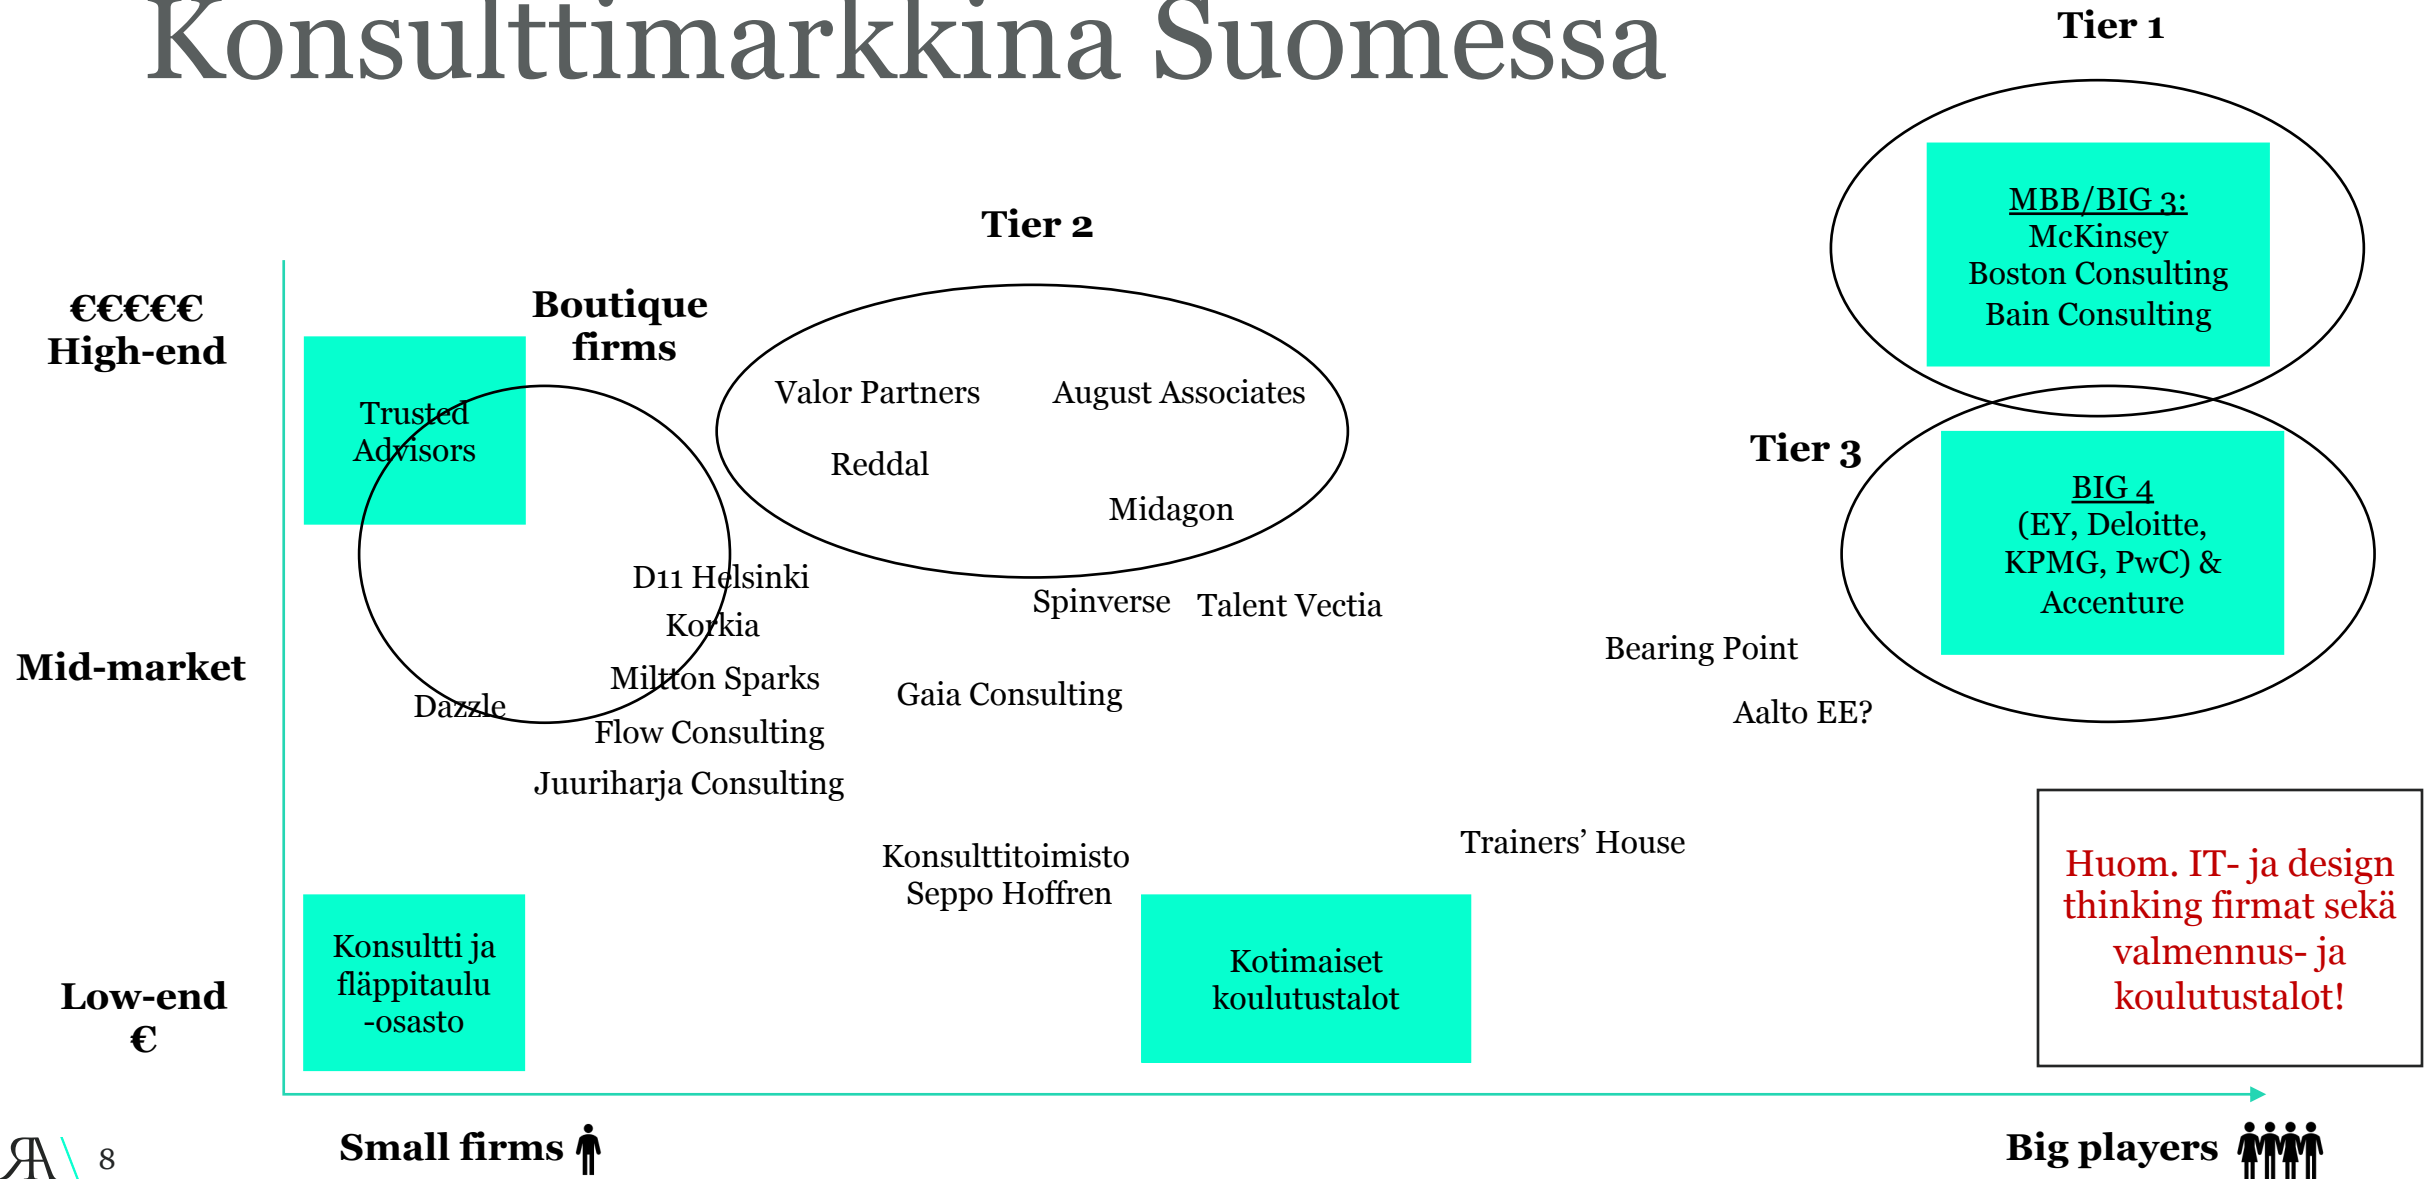 Konsulttimarkkina Suomessa
Tier 1
MBB/BIG 3:
McKinsey
Boston Consulting
Bain Consulting
Tier 2
€€€€€
High-end
Boutique
firms
Trusted
Advisors
Valor Partners
August Associates
Reddal
Midagon
Tier 3
BIG 4
(EY, Deloitte,
KPMG, PwC) &
Accenture
D11 Helsinki
Korkia
Miltton Sparks
Dazzle
Flow Consulting
Juuriharja Consulting
Spinverse
Talent Vectia
Gaia Consulting
Bearing Point
Aalto EE?
Mid-market
Konsulttitoimisto
Seppo Hoffren
Trainers’ House
Huom. IT- ja design
thinking firmat sekä
valmennus- ja
koulutustalot!
Konsultti ja
fläppitaulu
-osasto
Kotimaiset
koulutustalot
Low-end
€
Small firms
Big players
8